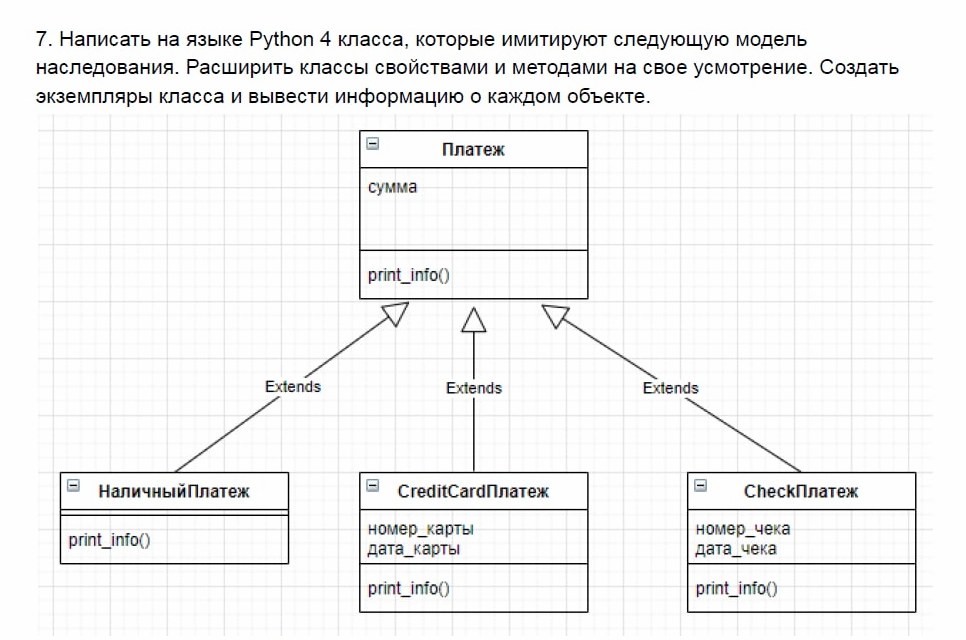 7. Написать на языке Python 4 класса, которые имитируют следующую модель
наследования. Расширить классы свойствами и методами на свое усмотрение. Создать
экземпляры класса и вывести информацию о каждом объекте.
Платеж
сумма
print_info()
Extends
Extends
Extends
НаличныйПлатеж
print_info()
CreditCardПлатеж
номер_карты
дата_карты
print_info()
CheckПлатеж
номер_чека
дата_чека
print_info()